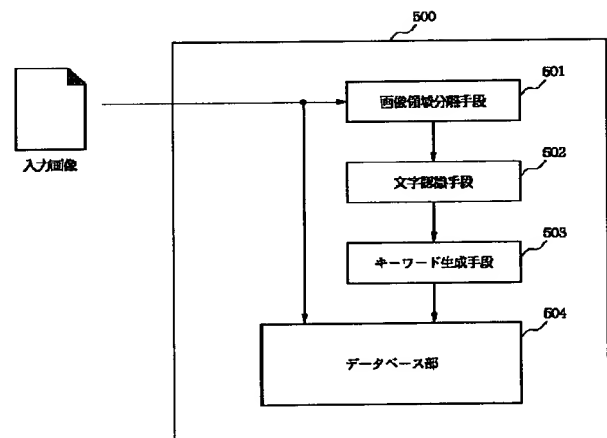 500
501
画像領域分離手段
入力画像
502
文字認識手段
503
キーワード生成手段
504
データベース部